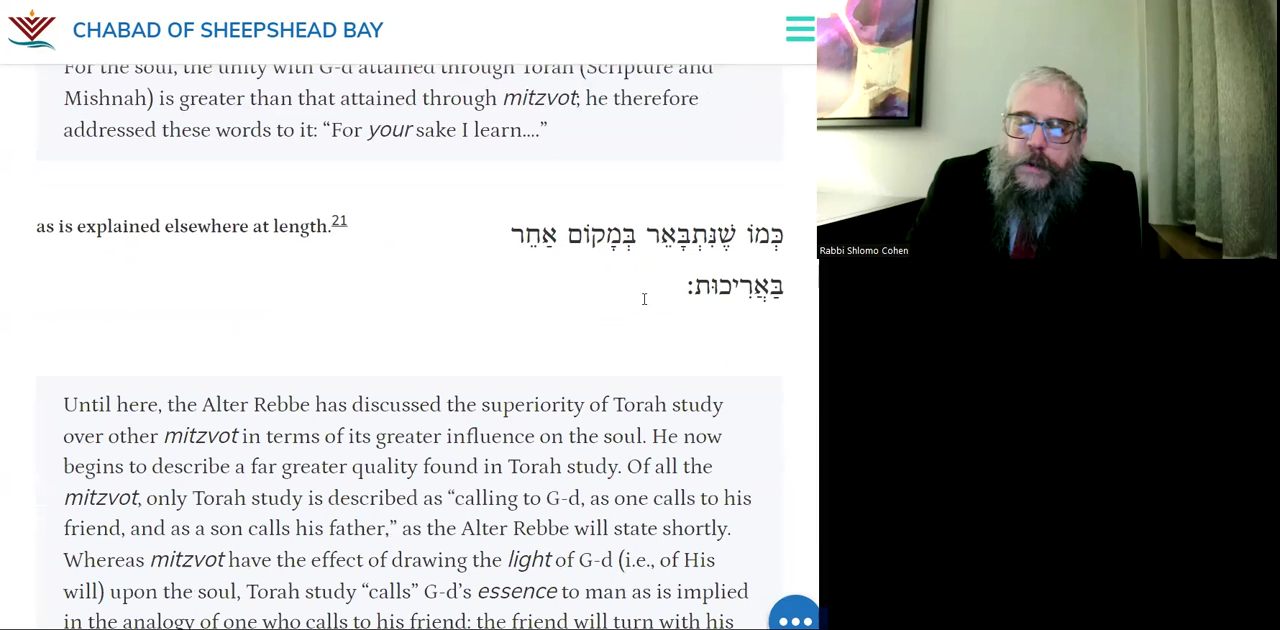 CHABAD OF SHEEPSHEAD BAY
For the soul, the unity with G-d attained through Torah (Scripture and
Mishnah) is greater than that attained through mitzvot; he therefore
addressed these words to it: “For your sake I learn....”
as is explained elsewhere at length.21
כְּמוֹ שֶׁנִּתְבָּאֵר בְּמָקוֹם אַחֵר
בַּאֲרִיכוּת:
Until here, the Alter Rebbe has discussed the superiority of Torah study
over other mitzvot in terms of its greater influence on the soul. He now
begins to describe a far greater quality found in Torah study. Of all the
mitzvot, only Torah study is described as “calling to G-d, as one calls to his
friend, and as a son calls his father,” as the Alter Rebbe will state shortly.
Whereas mitzvot have the effect of drawing the light of G-d (i.e., of His
will) upon the soul, Torah study “calls” G-d’s essence to man as is implied
in the analogy of one who calls to his friend: the friend will turn with his
Rabbi Shlomo Cohen